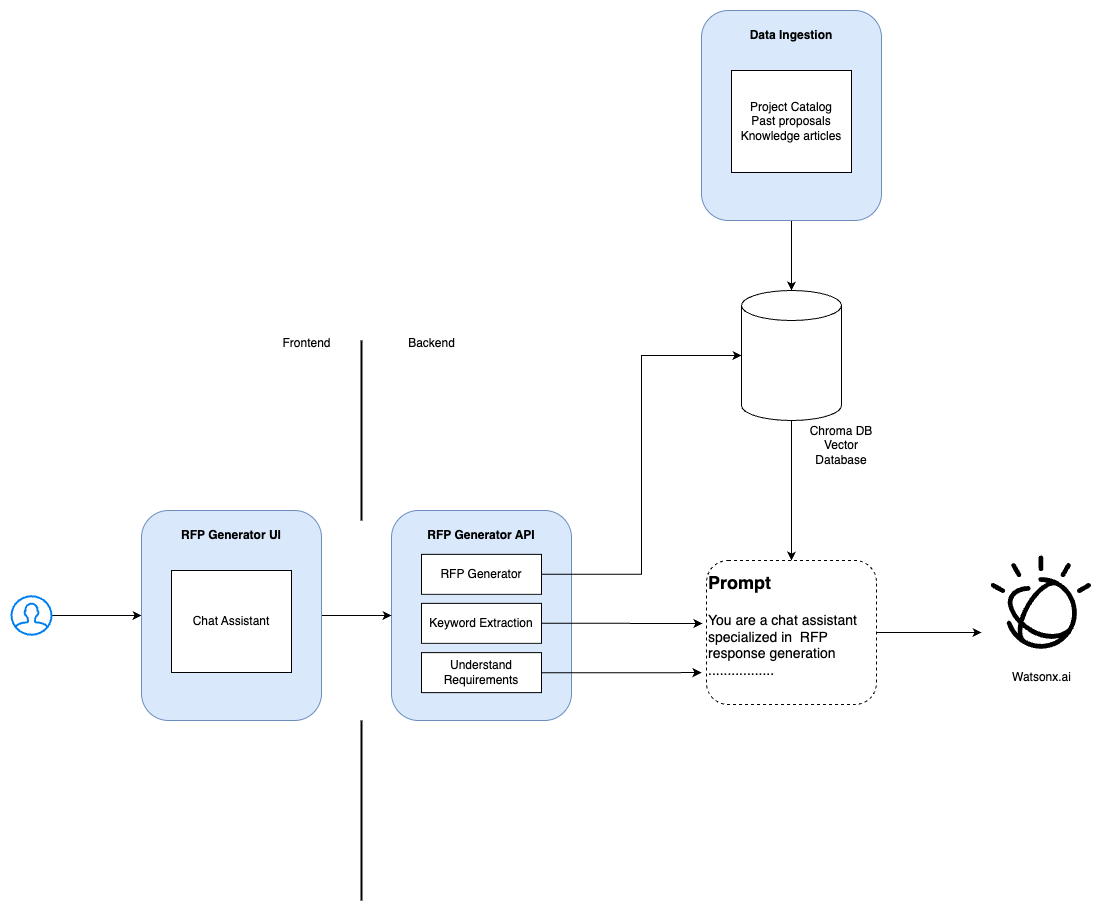 Data Ingestion
Project Catalog
Past proposals
Knowledge articles
Frontend
Backend
Chroma DB
Vector
Database
RFP Generator UI
Chat Assistant
RFP Generator API
RFP Generator
Keyword Extraction
Understand
Requirements
Prompt
You are a chat assistant
specialized in  RFP
response generation
................
Watsonx.ai